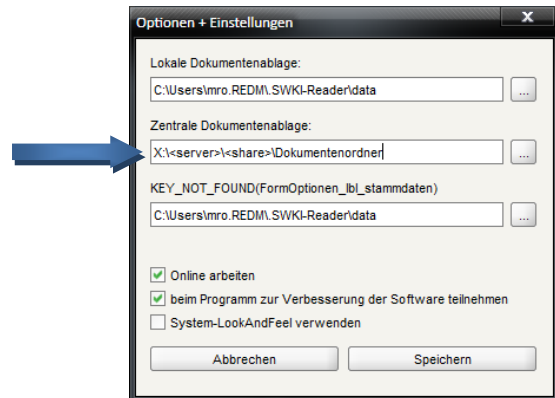 Optionen + Einstellungen
x
Lokale Dokumentenablage:
C:\Users\mro.REDM\.SWKI-Reader\data
...
Zentrale Dokumentenablage:
X:\<server>\<share>\Dokumentenordner
...
KEY_NOT_FOUND(FormOptionen_lbl_stammdaten)
C:\Users\mro.REDM\.SWKI-Reader\data
...
Online arbeiten
beim Programm zur Verbesserung der Software teilnehmen
System-LookAndFeel verwenden
Abbrechen Speichern